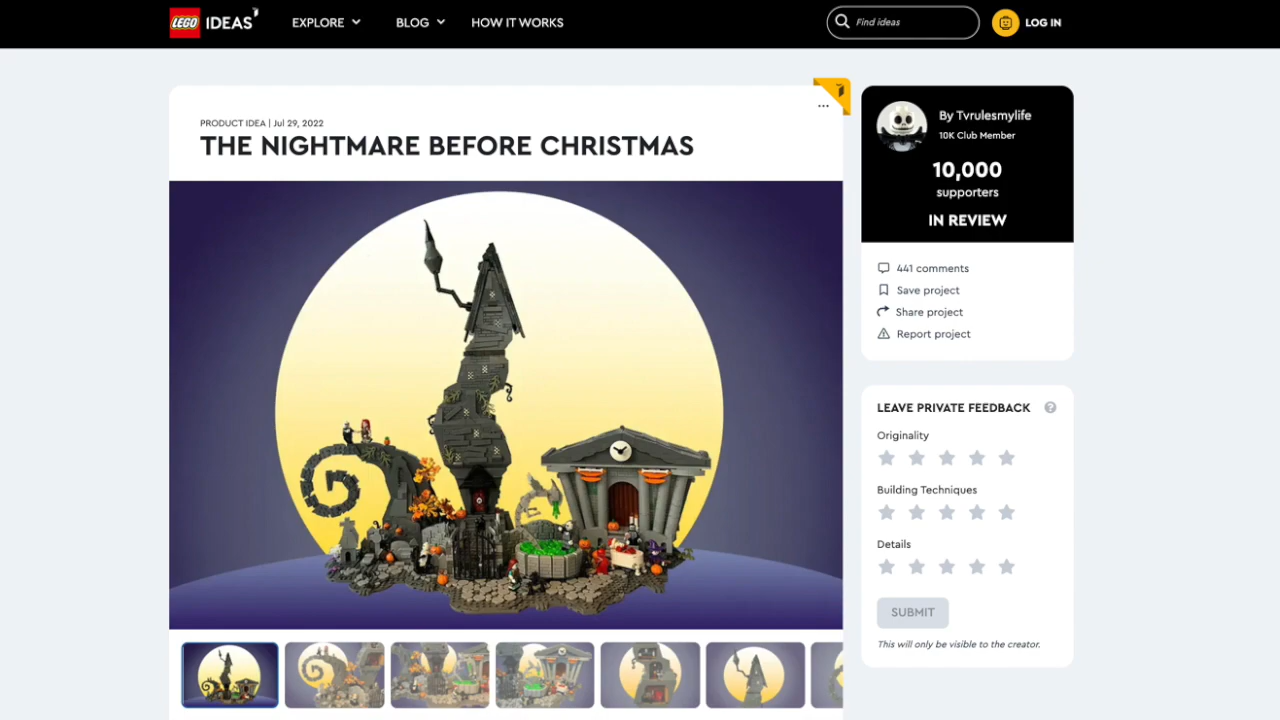 LEGO IDEAS EXPLORE BLOG HOW IT WORKS Find ideas LOG IN
PRODUCT IDEA | Jul 29, 2022
THE NIGHTMARE BEFORE CHRISTMAS
By Tvrulesmylife
10K Club Member
10,000
supporters
IN REVIEW
441 comments
Save project
Share project
Report project
LEAVE PRIVATE FEEDBACK ?
Originality
Building Techniques
Details
SUBMIT
This will only be visible to the creator.